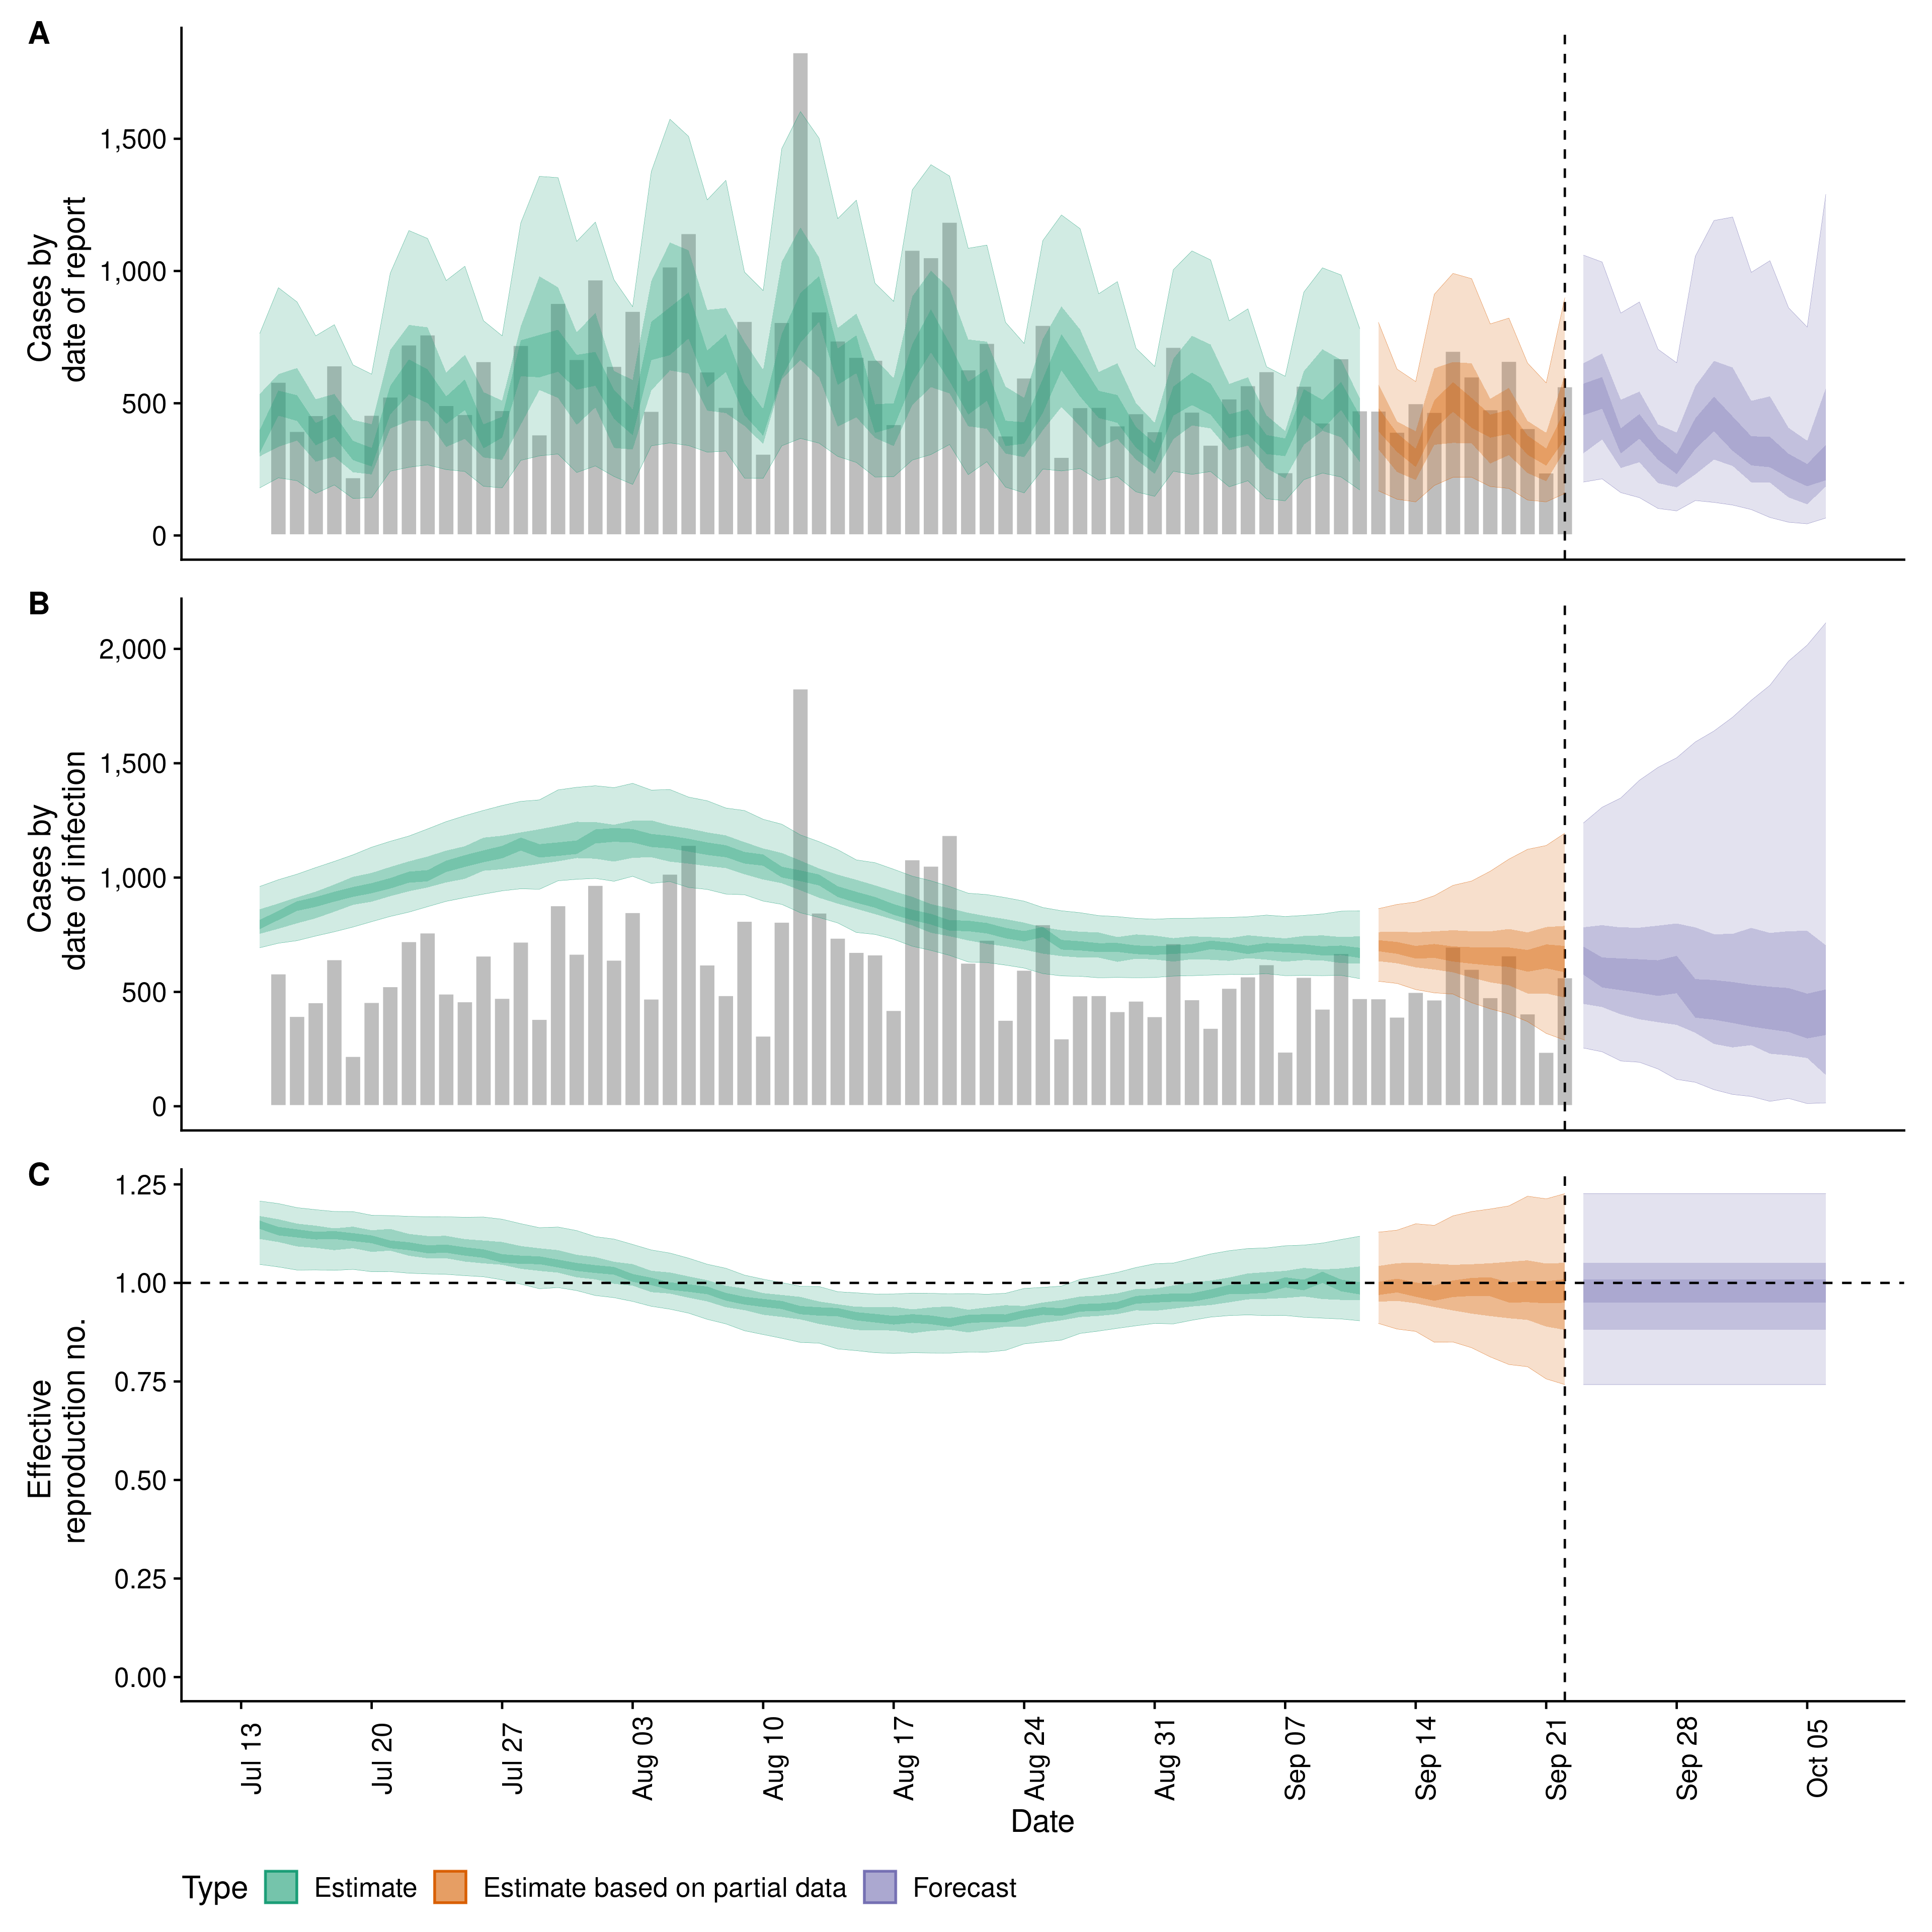 A
Cases by
date of report
1,500
1,000
500
0
B
Cases by
date of infection
2,000
1,500
1,000
500
0
C
Effective
reproduction no.
1.25
1.00
0.75
0.50
0.25
0.00
Jul 13
Jul 20
Jul 27
Aug 03
Aug 10
Aug 17
Aug 24
Aug 31
Sep 07
Sep 14
Sep 21
Sep 28
Oct 05
Date
Type Estimate Estimate based on partial data Forecast